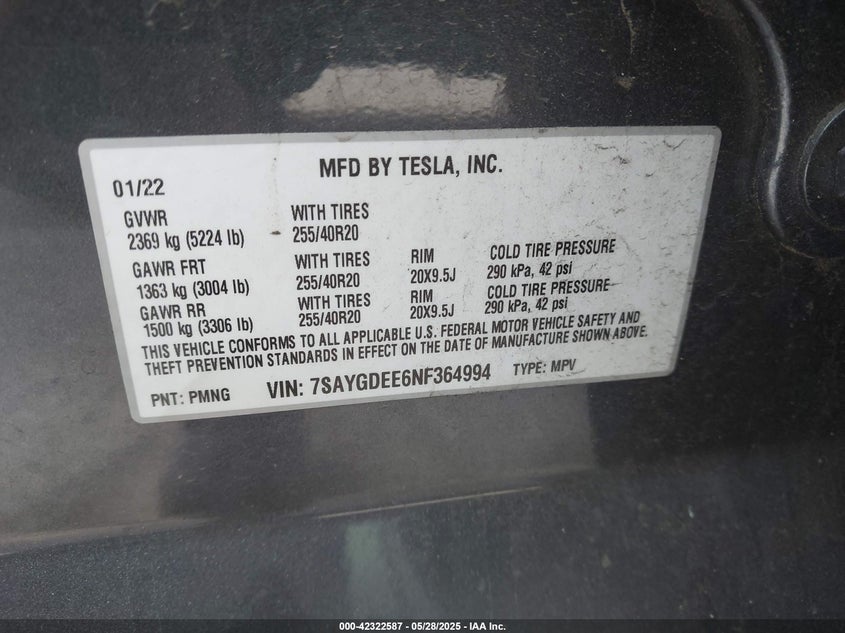 MFD BY TESLA, INC.
01/22
GVWR WITH TIRES
2369 kg (5224 lb) 255/40R20
GAWR FRT WITH TIRES RIM COLD TIRE PRESSURE
1363 kg (3004 lb) 255/40R20 20X9.5J 290 kPa, 42 psi
GAWR RR WITH TIRES RIM COLD TIRE PRESSURE
1500 kg (3306 lb) 255/40R20 20X9.5J 290 kPa, 42 psi
THIS VEHICLE CONFORMS TO ALL APPLICABLE U.S. FEDERAL MOTOR VEHICLE SAFETY AND
THEFT PREVENTION STANDARDS IN EFFECT ON THE DATE OF MANUFACTURE SHOWN ABOVE.
PNT: PMNG VIN: 7SAYGDEE6NF364994 TYPE: MPV
000-42322587 - 05/28/2025 - IAA Inc.